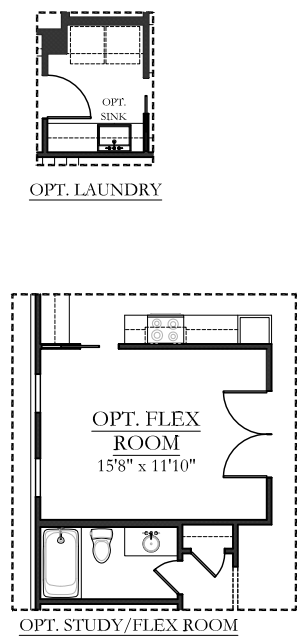 OPT.
SINK
OPT. LAUNDRY
OPT. FLEX
ROOM
15'8" x 11'10"
OPT. STUDY/FLEX ROOM